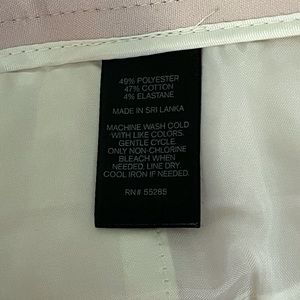 49% POLYESTER
47% COTTON
4% ELASTANE
MADE IN SRI LANKA
MACHINE WASH COLD
WITH LIKE COLORS.
GENTLE CYCLE.
ONLY NON-CHLORINE
BLEACH WHEN
NEEDED. LINE DRY.
COOL IRON IF NEEDED.
RN# 55285